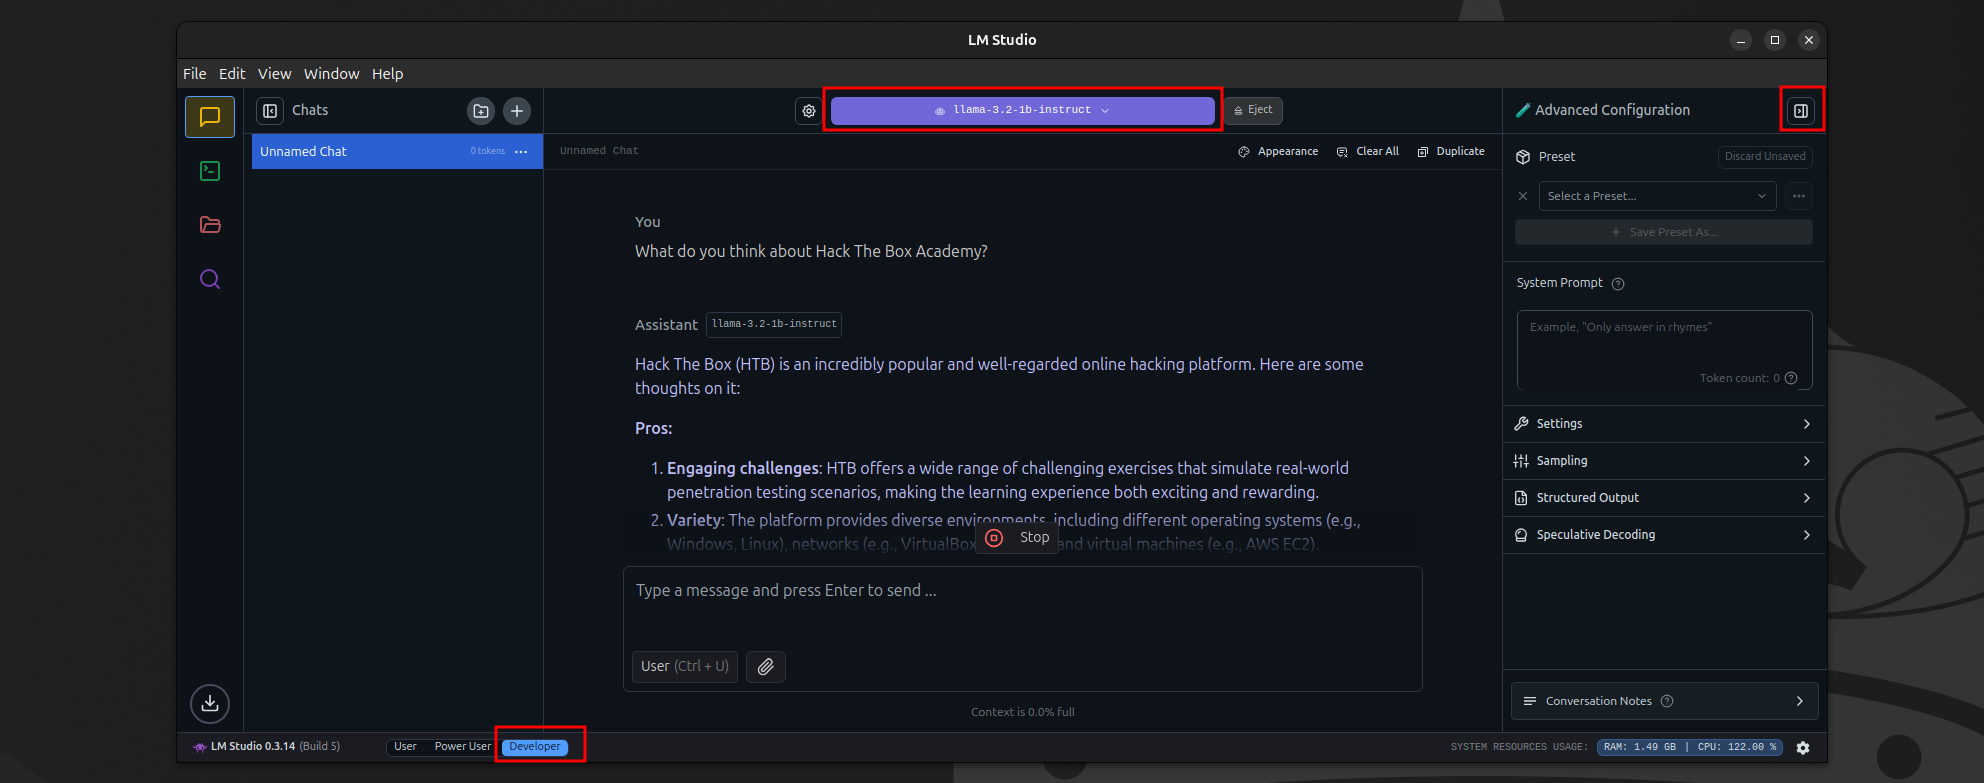 LM Studio
File Edit View Window Help
Chats
llama-3.2-1b-instruct
Eject
Advanced Configuration
Unnamed Chat 0 tokens
Unnamed Chat
Appearance Clear All Duplicate
Preset Discard Unsaved
Select a Preset...
+ Save Preset As...
You
What do you think about Hack The Box Academy?
Assistant llama-3.2-1b-instruct
Hack The Box (HTB) is an incredibly popular and well-regarded online hacking platform. Here are some
thoughts on it:
Pros:
1. Engaging challenges: HTB offers a wide range of challenging exercises that simulate real-world
penetration testing scenarios, making the learning experience both exciting and rewarding.
2. Variety: The platform provides diverse environments, including different operating systems (e.g.,
Windows, Linux), networks (e.g., VirtualBox and virtual machines (e.g., AWS EC2).
Stop
Type a message and press Enter to send ...
User (Ctrl + U)
Context is 0.0% full
System Prompt
Example, "Only answer in rhymes"
Token count: 0
Settings
Sampling
Structured Output
Speculative Decoding
Conversation Notes
LM Studio 0.3.14 (Build 5)
User Power User Developer
SYSTEM RESOURCES USAGE: RAM: 1.49 GB | CPU: 122.00 %